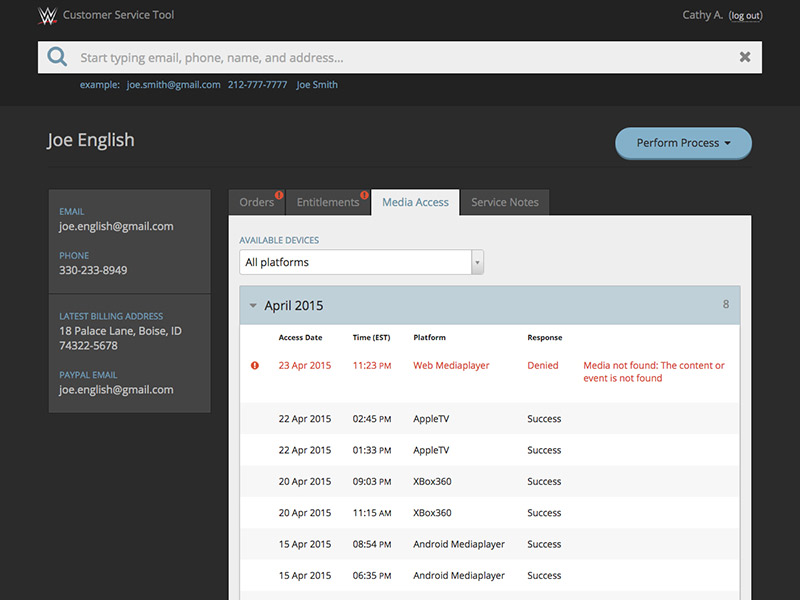 W Customer Service Tool
Cathy A. (log out)
Start typing email, phone, name, and address...
example: joe.smith@gmail.com 212-777-7777 Joe Smith
Joe English
Perform Process
EMAIL
joe.english@gmail.com
PHONE
330-233-8949
LATEST BILLING ADDRESS
18 Palace Lane, Boise, ID
74322-5678
PAYPAL EMAIL
joe.english@gmail.com
Orders ! Entitlements ! Media Access Service Notes
AVAILABLE DEVICES
All platforms
April 2015 8
Access Date Time (EST) Platform Response
! 23 Apr 2015 11:23 PM Web Mediaplayer Denied Media not found: The content or
event is not found
22 Apr 2015 02:45 PM AppleTV Success
22 Apr 2015 01:33 PM AppleTV Success
20 Apr 2015 09:03 PM XBox360 Success
20 Apr 2015 11:15 AM XBox360 Success
15 Apr 2015 08:54 PM Android Mediaplayer Success
15 Apr 2015 06:35 PM Android Mediaplayer Success